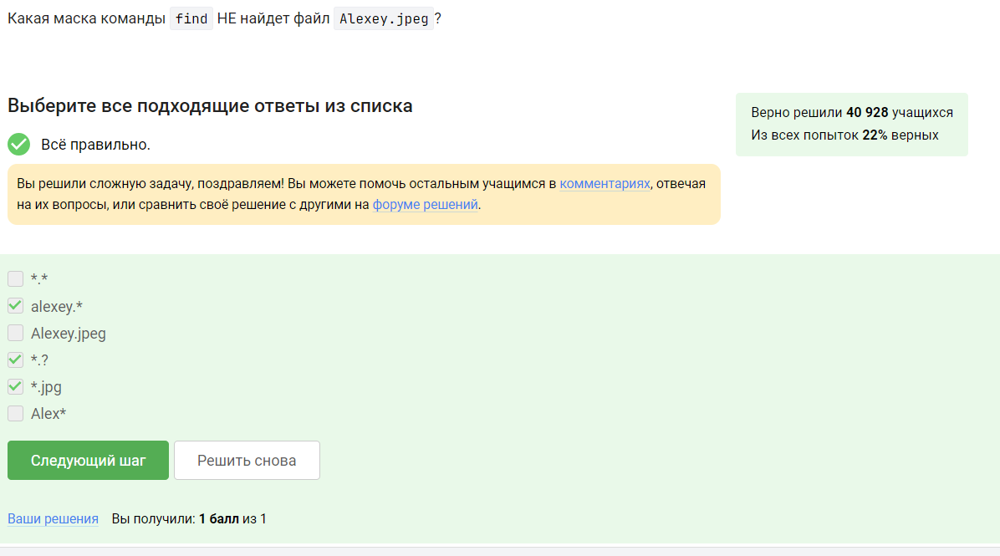 Какая маска команды find НЕ найдет файл Alexey.jpeg?
Выберите все подходящие ответы из списка
Верно решили 40 928 учащихся
Из всех попыток 22% верных
Всё правильно.
Вы решили сложную задачу, поздравляем! Вы можете помочь остальным учащимся в комментариях, отвечая
на их вопросы, или сравнить своё решение с другими на форуме решений.
*.*
alexey.*
Alexey.jpeg
*.?
*.jpg
Alex*
Следующий шаг Решить снова
Ваши решения Вы получили: 1 балл из 1